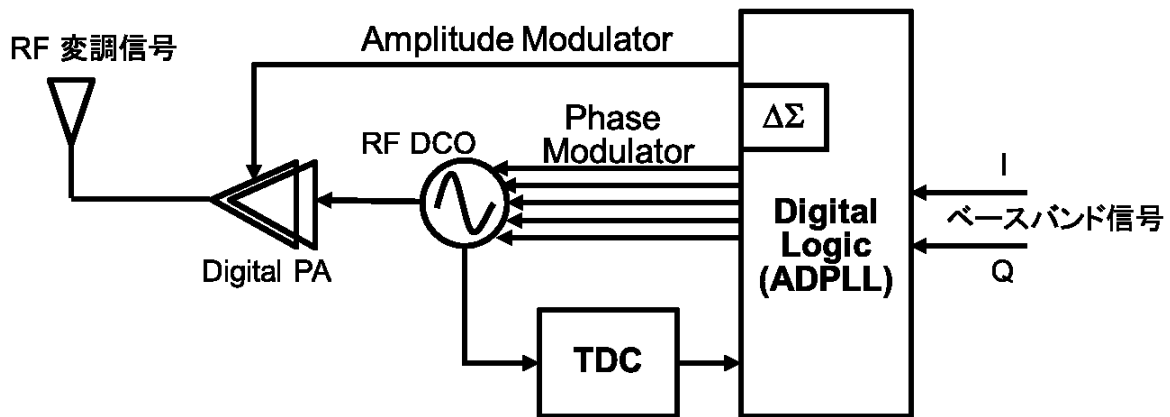 RF 変調信号
Amplitude Modulator
ΔΣ
Phase
Modulator
RF DCO
I
ベースバンド信号
Q
Digital
Logic
(ADPLL)
Digital PA
TDC